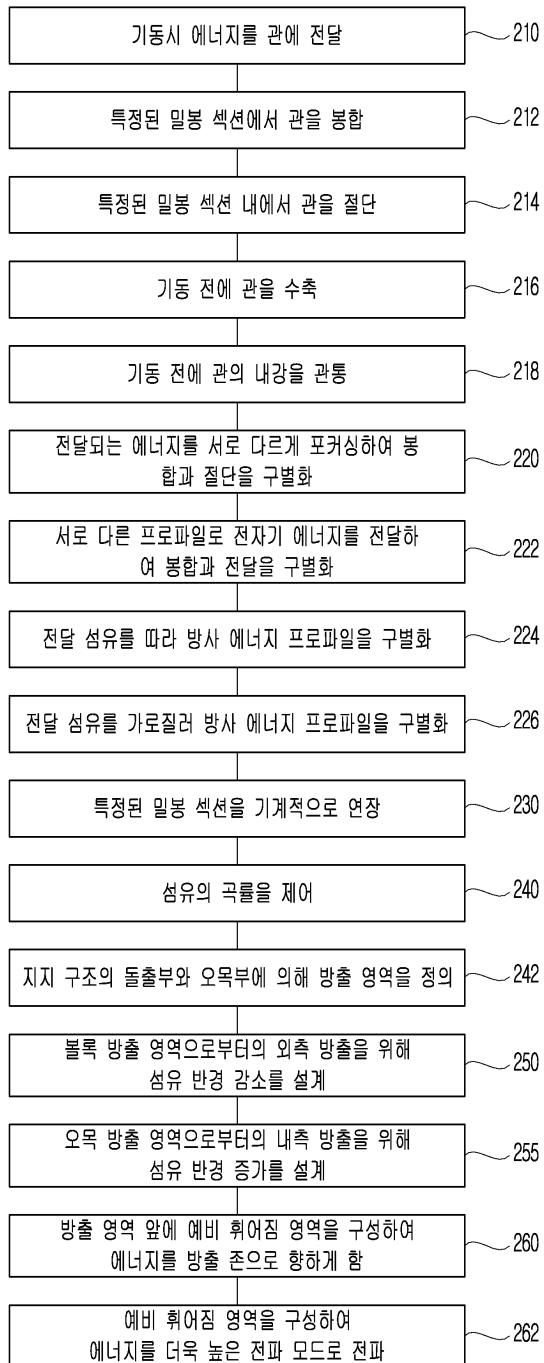 기동시 에너지를 관에 전달
210
특정된 밀봉 섹션에서 관을 봉합
212
특정된 밀봉 섹션 내에서 관을 절단
214
기동 전에 관을 수축
216
기동 전에 관의 내강을 관통
218
전달되는 에너지를 서로 다르게 포커싱하여 봉
합과 절단을 구별화
220
서로 다른 프로파일로 전자기 에너지를 전달하
여 봉합과 전달을 구별화
222
전달 섬유를 따라 방사 에너지 프로파일을 구별화
224
전달 섬유를 가로질러 방사 에너지 프로파일을 구별화
226
특정된 밀봉 섹션을 기계적으로 연장
230
섬유의 곡률을 제어
240
지지 구조의 돌출부와 오목부에 의해 방출 영역을 정의
242
볼록 방출 영역으로부터의 외측 방출을 위해
섬유 반경 감소를 설계
250
오목 방출 영역으로부터의 내측 방출을 위해
섬유 반경 증가를 설계
255
방출 영역 앞에 예비 휘어짐 영역을 구성하여
에너지를 방출 존으로 향하게 함
260
예비 휘어짐 영역을 구성하여
에너지를 더욱 높은 전파 모드로 전파
262